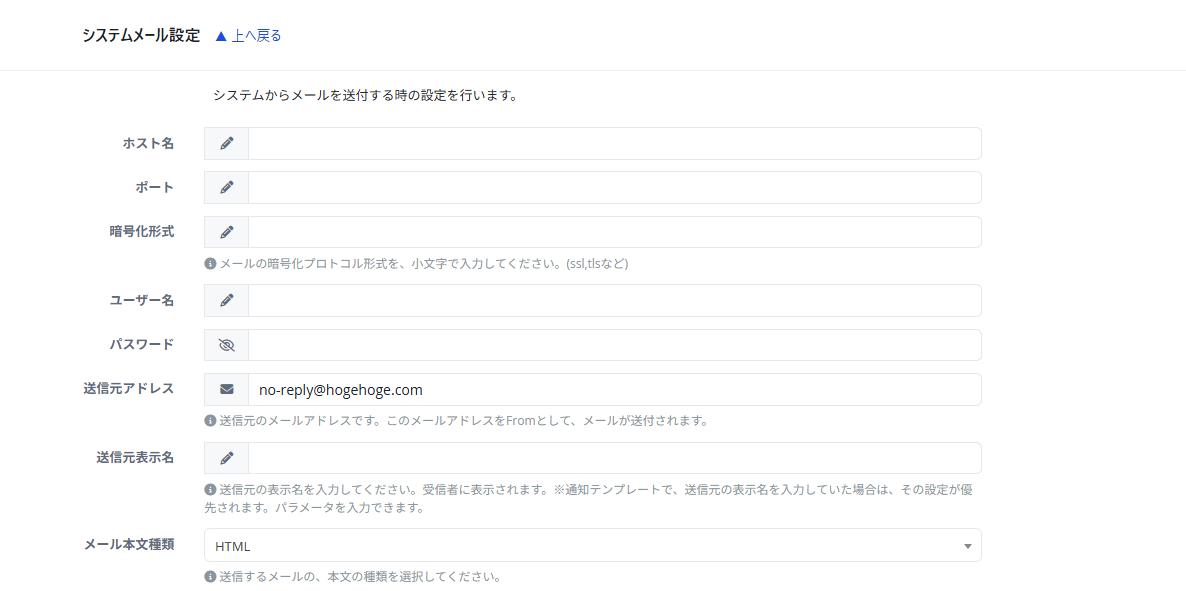 システムメール設定 ▲ 上へ戻る
システムからメールを送付する時の設定を行います。
ホスト名
ポート
暗号化形式
メールの暗号化プロトコル形式を、小文字で入力してください。(ssl,tlsなど)
ユーザー名
パスワード
送信元アドレス no-reply@hogehoge.com
送信元のメールアドレスです。このメールアドレスをFromとして、メールが送付されます。
送信元表示名
送信元の表示名を入力してください。受信者に表示されます。※通知テンプレートで、送信元の表示名を入力していた場合は、その設定が優
先されます。パラメータを入力できます。
メール本文種類 HTML
送信するメールの、本文の種類を選択してください。